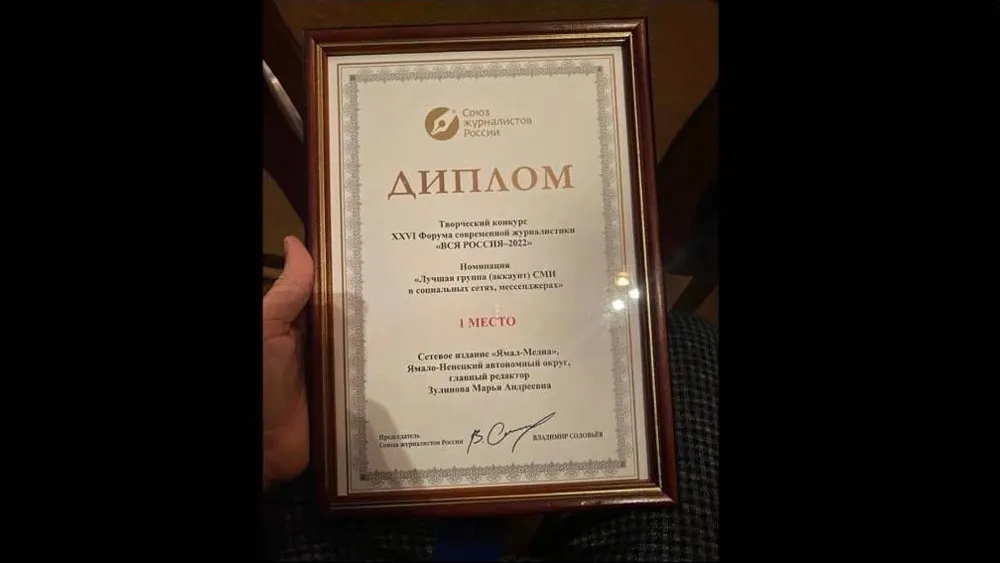 Союз
журналистов
России
ДИПЛОМ
Творческий конкурс
XXVI Форума современной журналистики
«ВСЯ РОССИЯ–2022»
Номинация
«Лучшая группа (аккаунт) СМИ
в социальных сетях, мессенджерах»
1 МЕСТО
Сетевое издание «Ямал-Медиа»,
Ямало-Ненецкий автономный округ,
главный редактор
Зулинова Марья Андреевна
Председатель
Союза журналистов России
ВЛАДИМИР СОЛОВЬЁВ